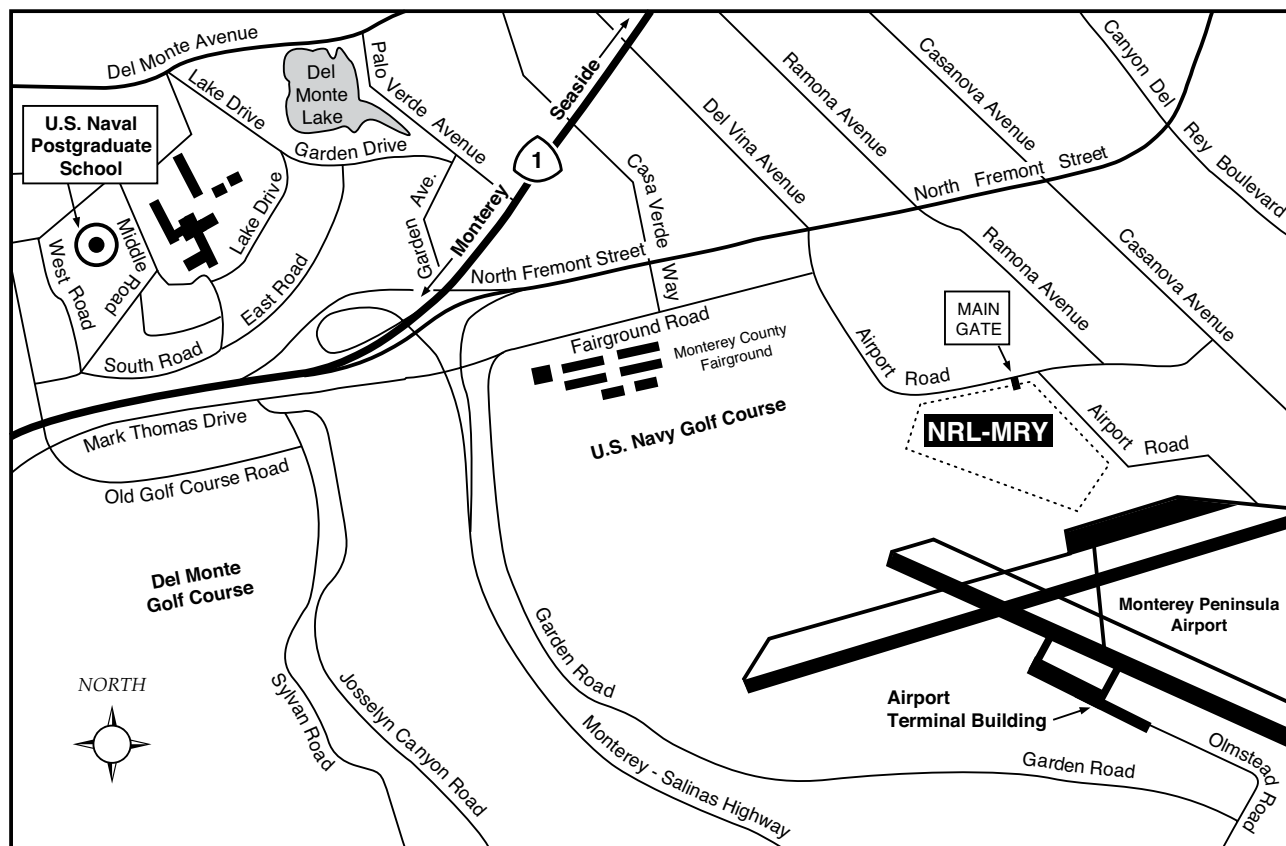 Del Monte Avenue
Lake Drive
Del
Monte
Lake
Palo Verde Avenue
Seaside
Ramona Avenue
Casanova Avenue
Canyon Del Rey Boulevard
U.S. Naval
Postgraduate
School
Garden Drive
1
Del Vina Avenue
North Fremont Street
Casa Verde Way
Lake Drive
Garden Ave.
Monterey
West Road
Middle Road
East Road
North Fremont Street
Ramona Avenue
Casanova Avenue
MAIN
GATE
South Road
Fairground Road
Monterey County
Fairground
Airport Road
Mark Thomas Drive
U.S. Navy Golf Course
NRL-MRY
Airport Road
Old Golf Course Road
Del Monte
Golf Course
Monterey Peninsula
Airport
NORTH
Sylvan Road
Josselyn Canyon Road
Garden Road
Monterey - Salinas Highway
Airport
Terminal Building
Garden Road
Olmstead Road